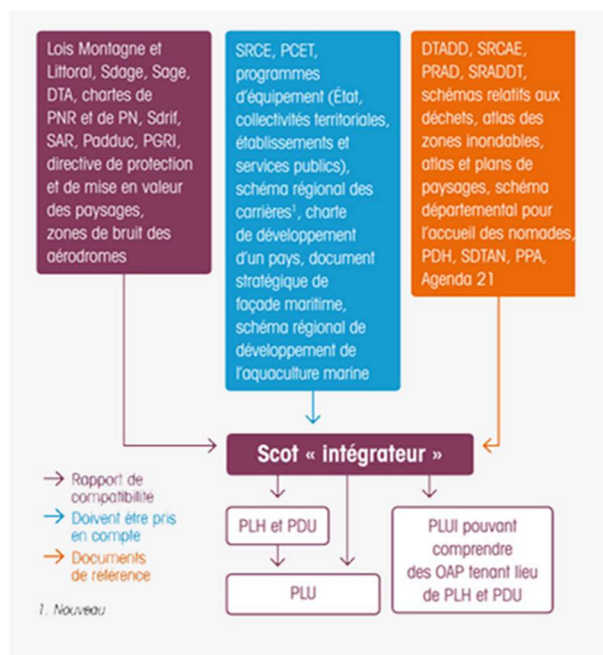 Lois Montagne et
Littoral, Sdage, Sage,
DTA, chartes de
PNR et de PN, Sdrif,
SAR, Padduc, PGRI,
directive de protection
et de mise en valeur
des paysages,
zones de bruit des
aérodromes
SRCE, PCET,
programmes
d'équipement (État,
collectivités territoriales,
établissements et
services publics),
schéma régional des
carrières¹, charte
de développement
d'un pays, document
stratégique de
façade maritime,
schéma régional de
développement de
l'aquaculture marine
DTADD, SRCAE,
PRAD, SRADDT,
schémas relatifs aux
déchets, atlas des
zones inondables,
atlas et plans de
paysages, schéma
départemental pour
l'accueil des nomades,
PDH, SDTAN, PPA,
Agenda 21
Scot « intégrateur »
Rapport de
compatibilité
Doivent être pris
en compte
Documents
de référence
1. Nouveau
PLH et PDU
PLU
PLUI pouvant
comprendre
des OAP tenant lieu
de PLH et PDU